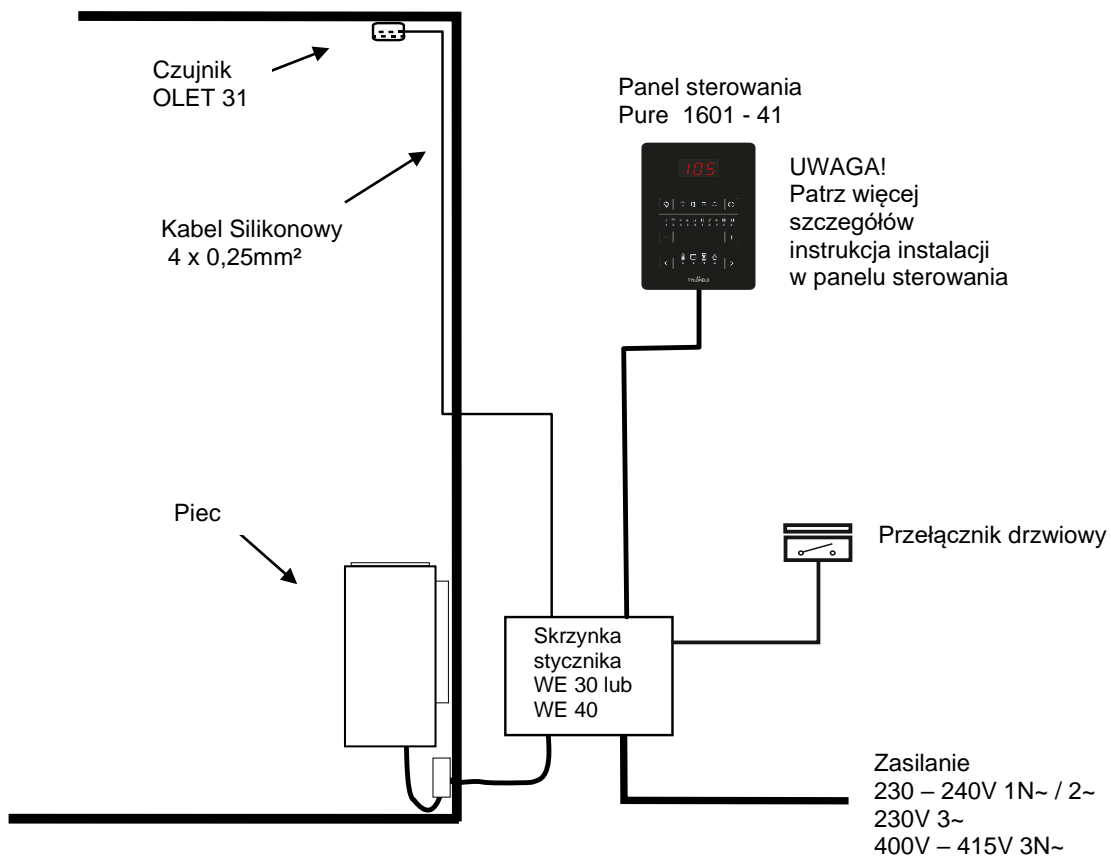 Czujnik
OLET 31
Kabel Silikonowy
4 x 0,25mm²
Piec
Panel sterowania
Pure 1601 - 41
105
TYLÖHELO
UWAGA!
Patrz więcej
szczegółów
instrukcja instalacji
w panelu sterowania
Przełącznik drzwiowy
Skrzynka
stycznika
WE 30 lub
WE 40
Zasilanie
230 – 240V 1N~ / 2~
230V 3~
400V – 415V 3N~